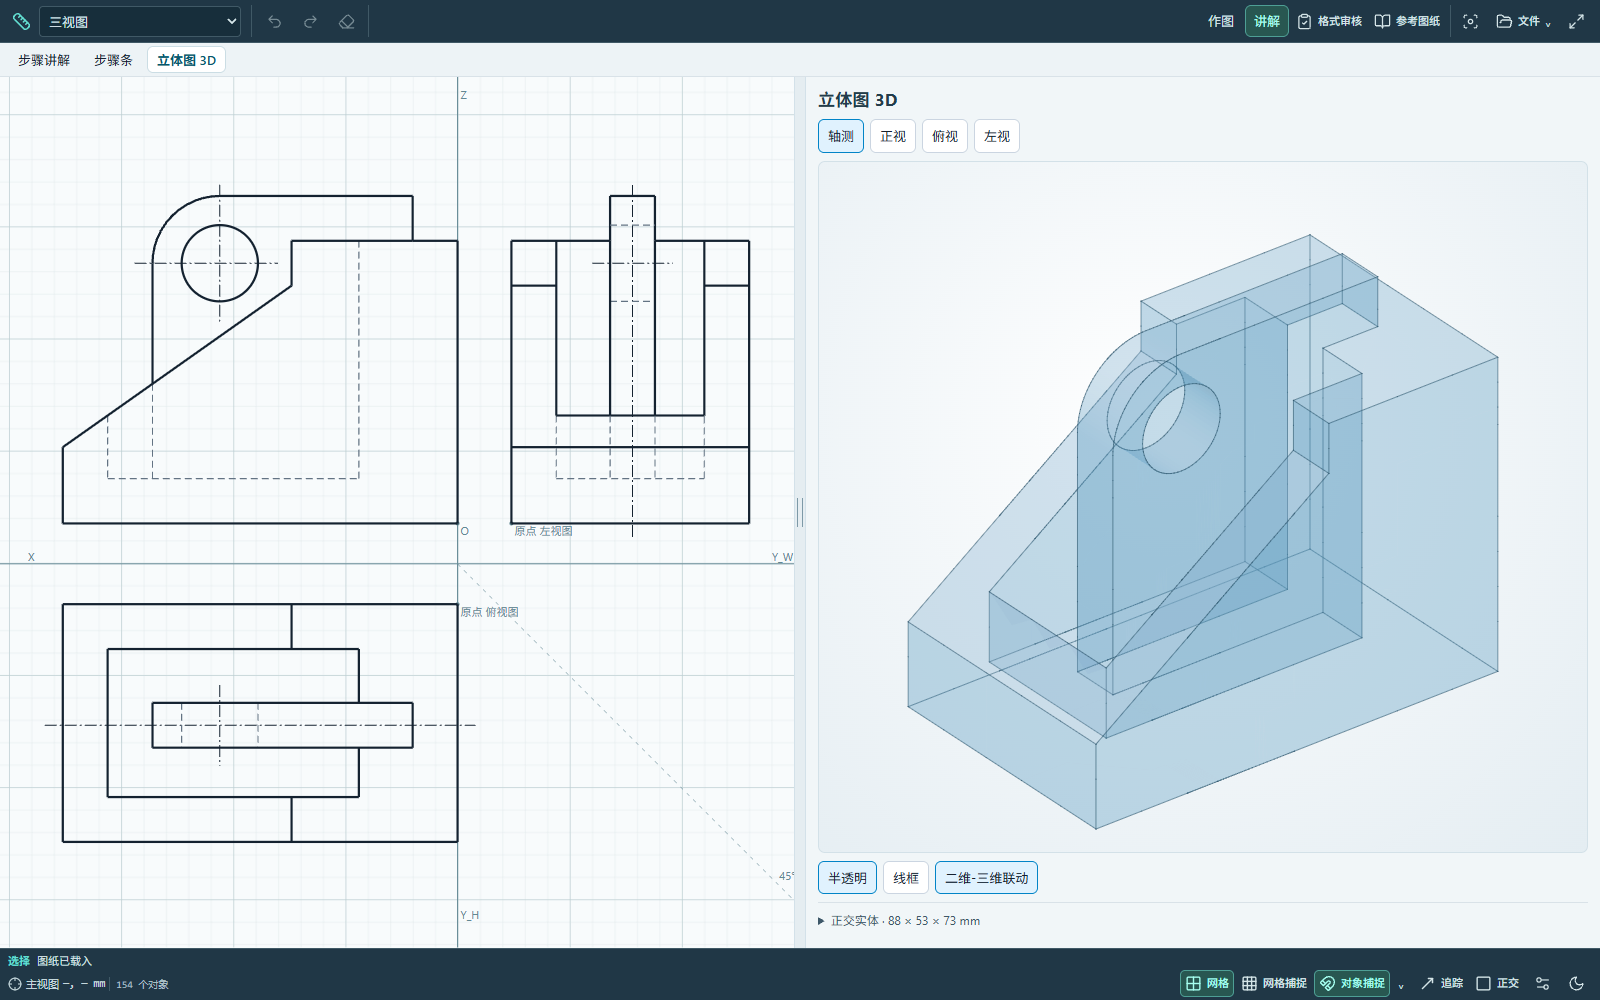 三视图
作图 讲解 格式审核 参考图纸 文件
步骤讲解 步骤条 立体图 3D
Z
O
原点 左视图
X
Y_W
原点 俯视图
45°
Y_H
立体图 3D
轴测 正视 俯视 左视
半透明 线框 二维-三维联动
正交实体 · 88 × 53 × 73 mm
选择 图纸已载入
主视图 —, — mm 154 个对象
网格 网格捕捉 对象捕捉 追踪 正交